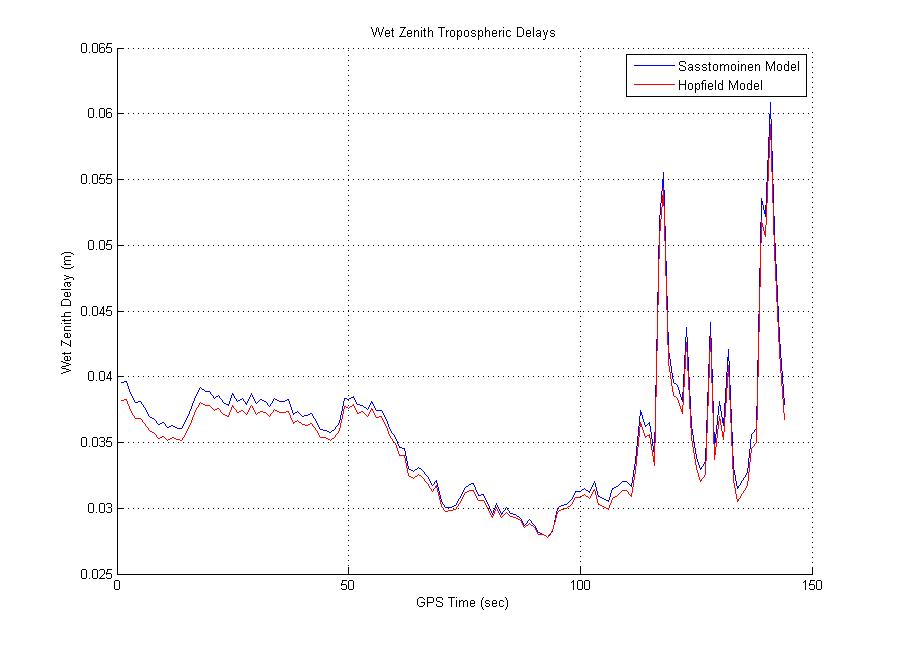 Wet Zenith Tropospheric Delays
0.065
Sasstomoinen Model
Hopfield Model
0.06
0.055
0.05
Wet Zenith Delay (m)
0.045
0.04
0.035
0.03
0.025
0
50
100
150
GPS Time (sec)